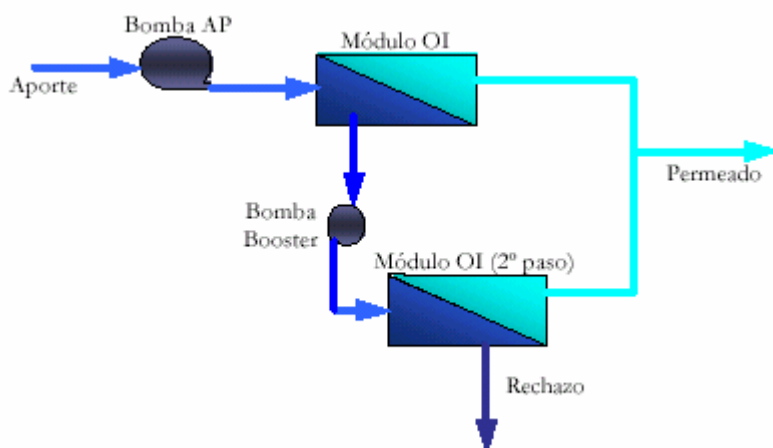 Bomba AP
Módulo OI
Aporte
Permeado
Bomba
Booster
Módulo OI (2º paso)
Rechazo